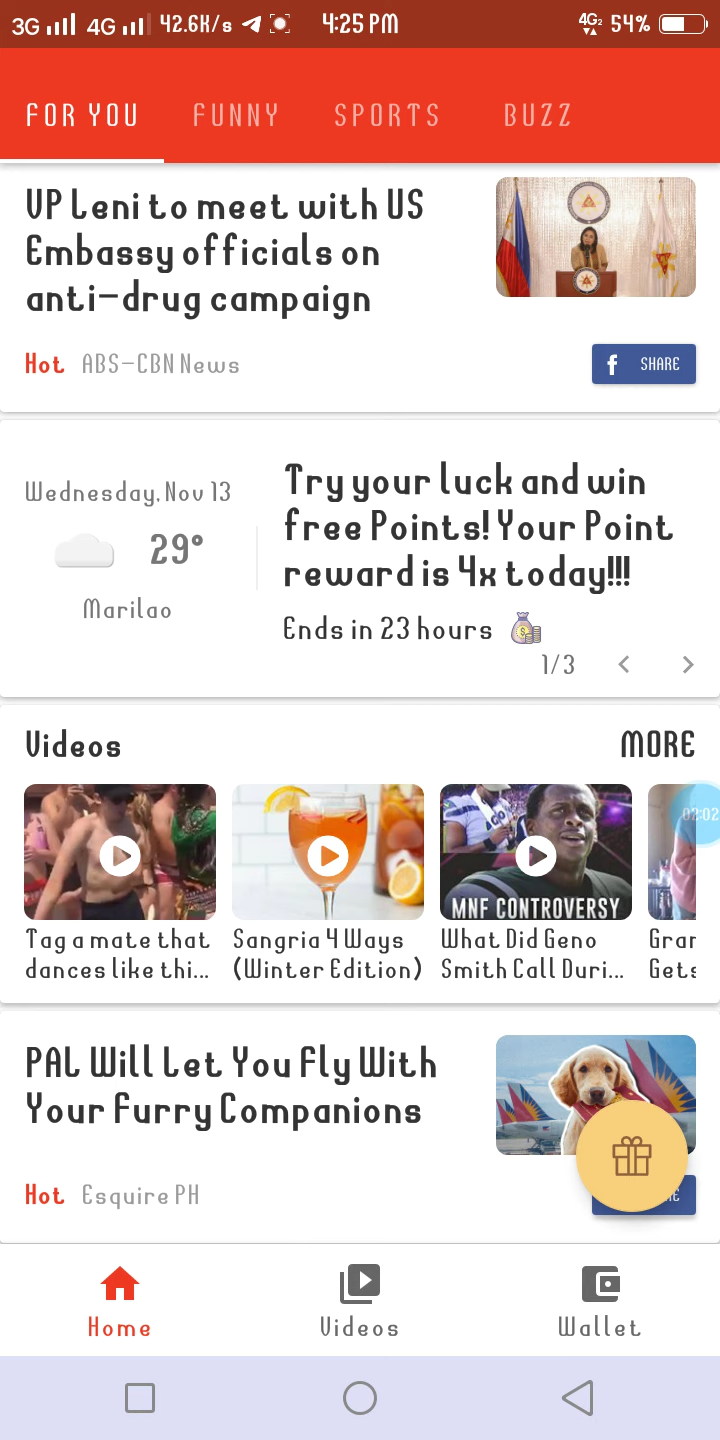 3G 4G 42.6K/s 4:25 PM 4G2 54%
FOR YOU FUNNY SPORTS BUZZ
VP Leni to meet with US
Embassy officials on
anti-drug campaign
Hot ABS-CBN News
f SHARE
Wednesday, Nov 13
29°
Marilao
Try your luck and win
free Points! Your Point
reward is 4x today!!!
Ends in 23 hours
1/3
Videos MORE
02:02
MNF CONTROVERSY
Tag a mate that
dances like thi...
Sangria 4 Ways
(Winter Edition)
What Did Geno
Smith Call Duri...
Gets
PAL Will Let You Fly With
Your Furry Companions
Hot Esquire PH
Home Videos Wallet